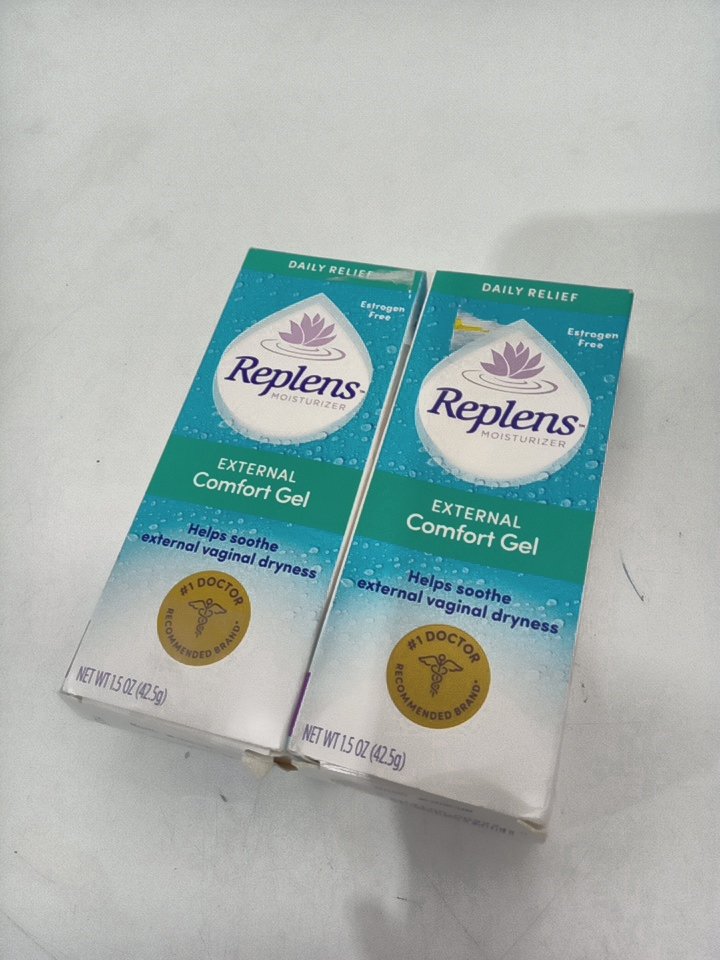 DAILY RELIEF
Estrogen
Free
Replens™
MOISTURIZER
EXTERNAL
Comfort Gel
Helps soothe
external vaginal dryness
#1 DOCTOR
RECOMMENDED BRAND*
NET WT 1.5 OZ (42.5g)
DAILY RELIEF
Estrogen
Free
Replens™
MOISTURIZER
EXTERNAL
Comfort Gel
Helps soothe
external vaginal dryness
#1 DOCTOR
RECOMMENDED BRAND*
NET WT 1.5 OZ (42.5g)